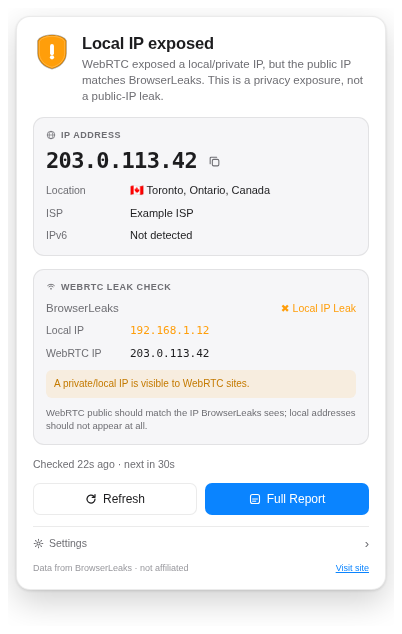 Local IP exposed
WebRTC exposed a local/private IP, but the public IP
matches BrowserLeaks. This is a privacy exposure, not
a public-IP leak.
IP ADDRESS
203.0.113.42
Location 🇨🇦 Toronto, Ontario, Canada
ISP Example ISP
IPv6 Not detected
WEBRTC LEAK CHECK
BrowserLeaks ✖ Local IP Leak
Local IP 192.168.1.12
WebRTC IP 203.0.113.42
A private/local IP is visible to WebRTC sites.
WebRTC public should match the IP BrowserLeaks sees; local addresses
should not appear at all.
Checked 22s ago · next in 30s
Refresh Full Report
Settings ›
Data from BrowserLeaks · not affiliated Visit site